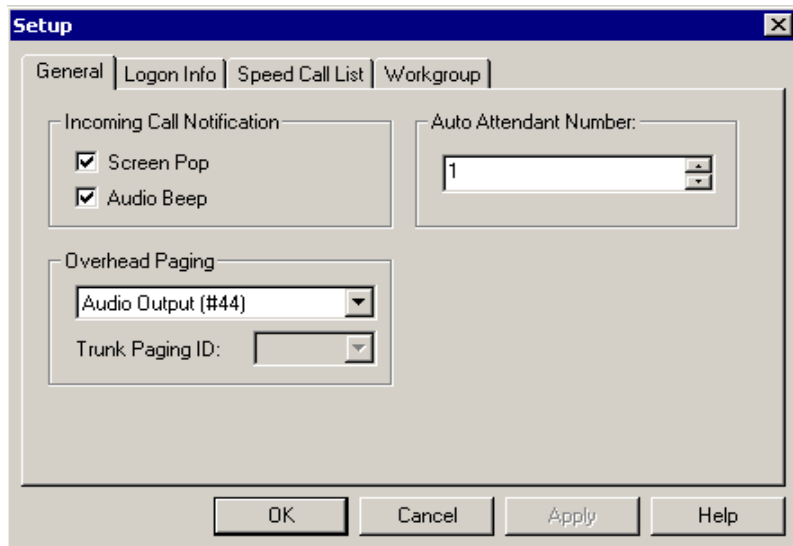 Setup
General Logon Info Speed Call List Workgroup
Incoming Call Notification
Screen Pop
Audio Beep
Auto Attendant Number:
1
Overhead Paging
Audio Output (#44)
Trunk Paging ID:
OK Cancel Apply Help